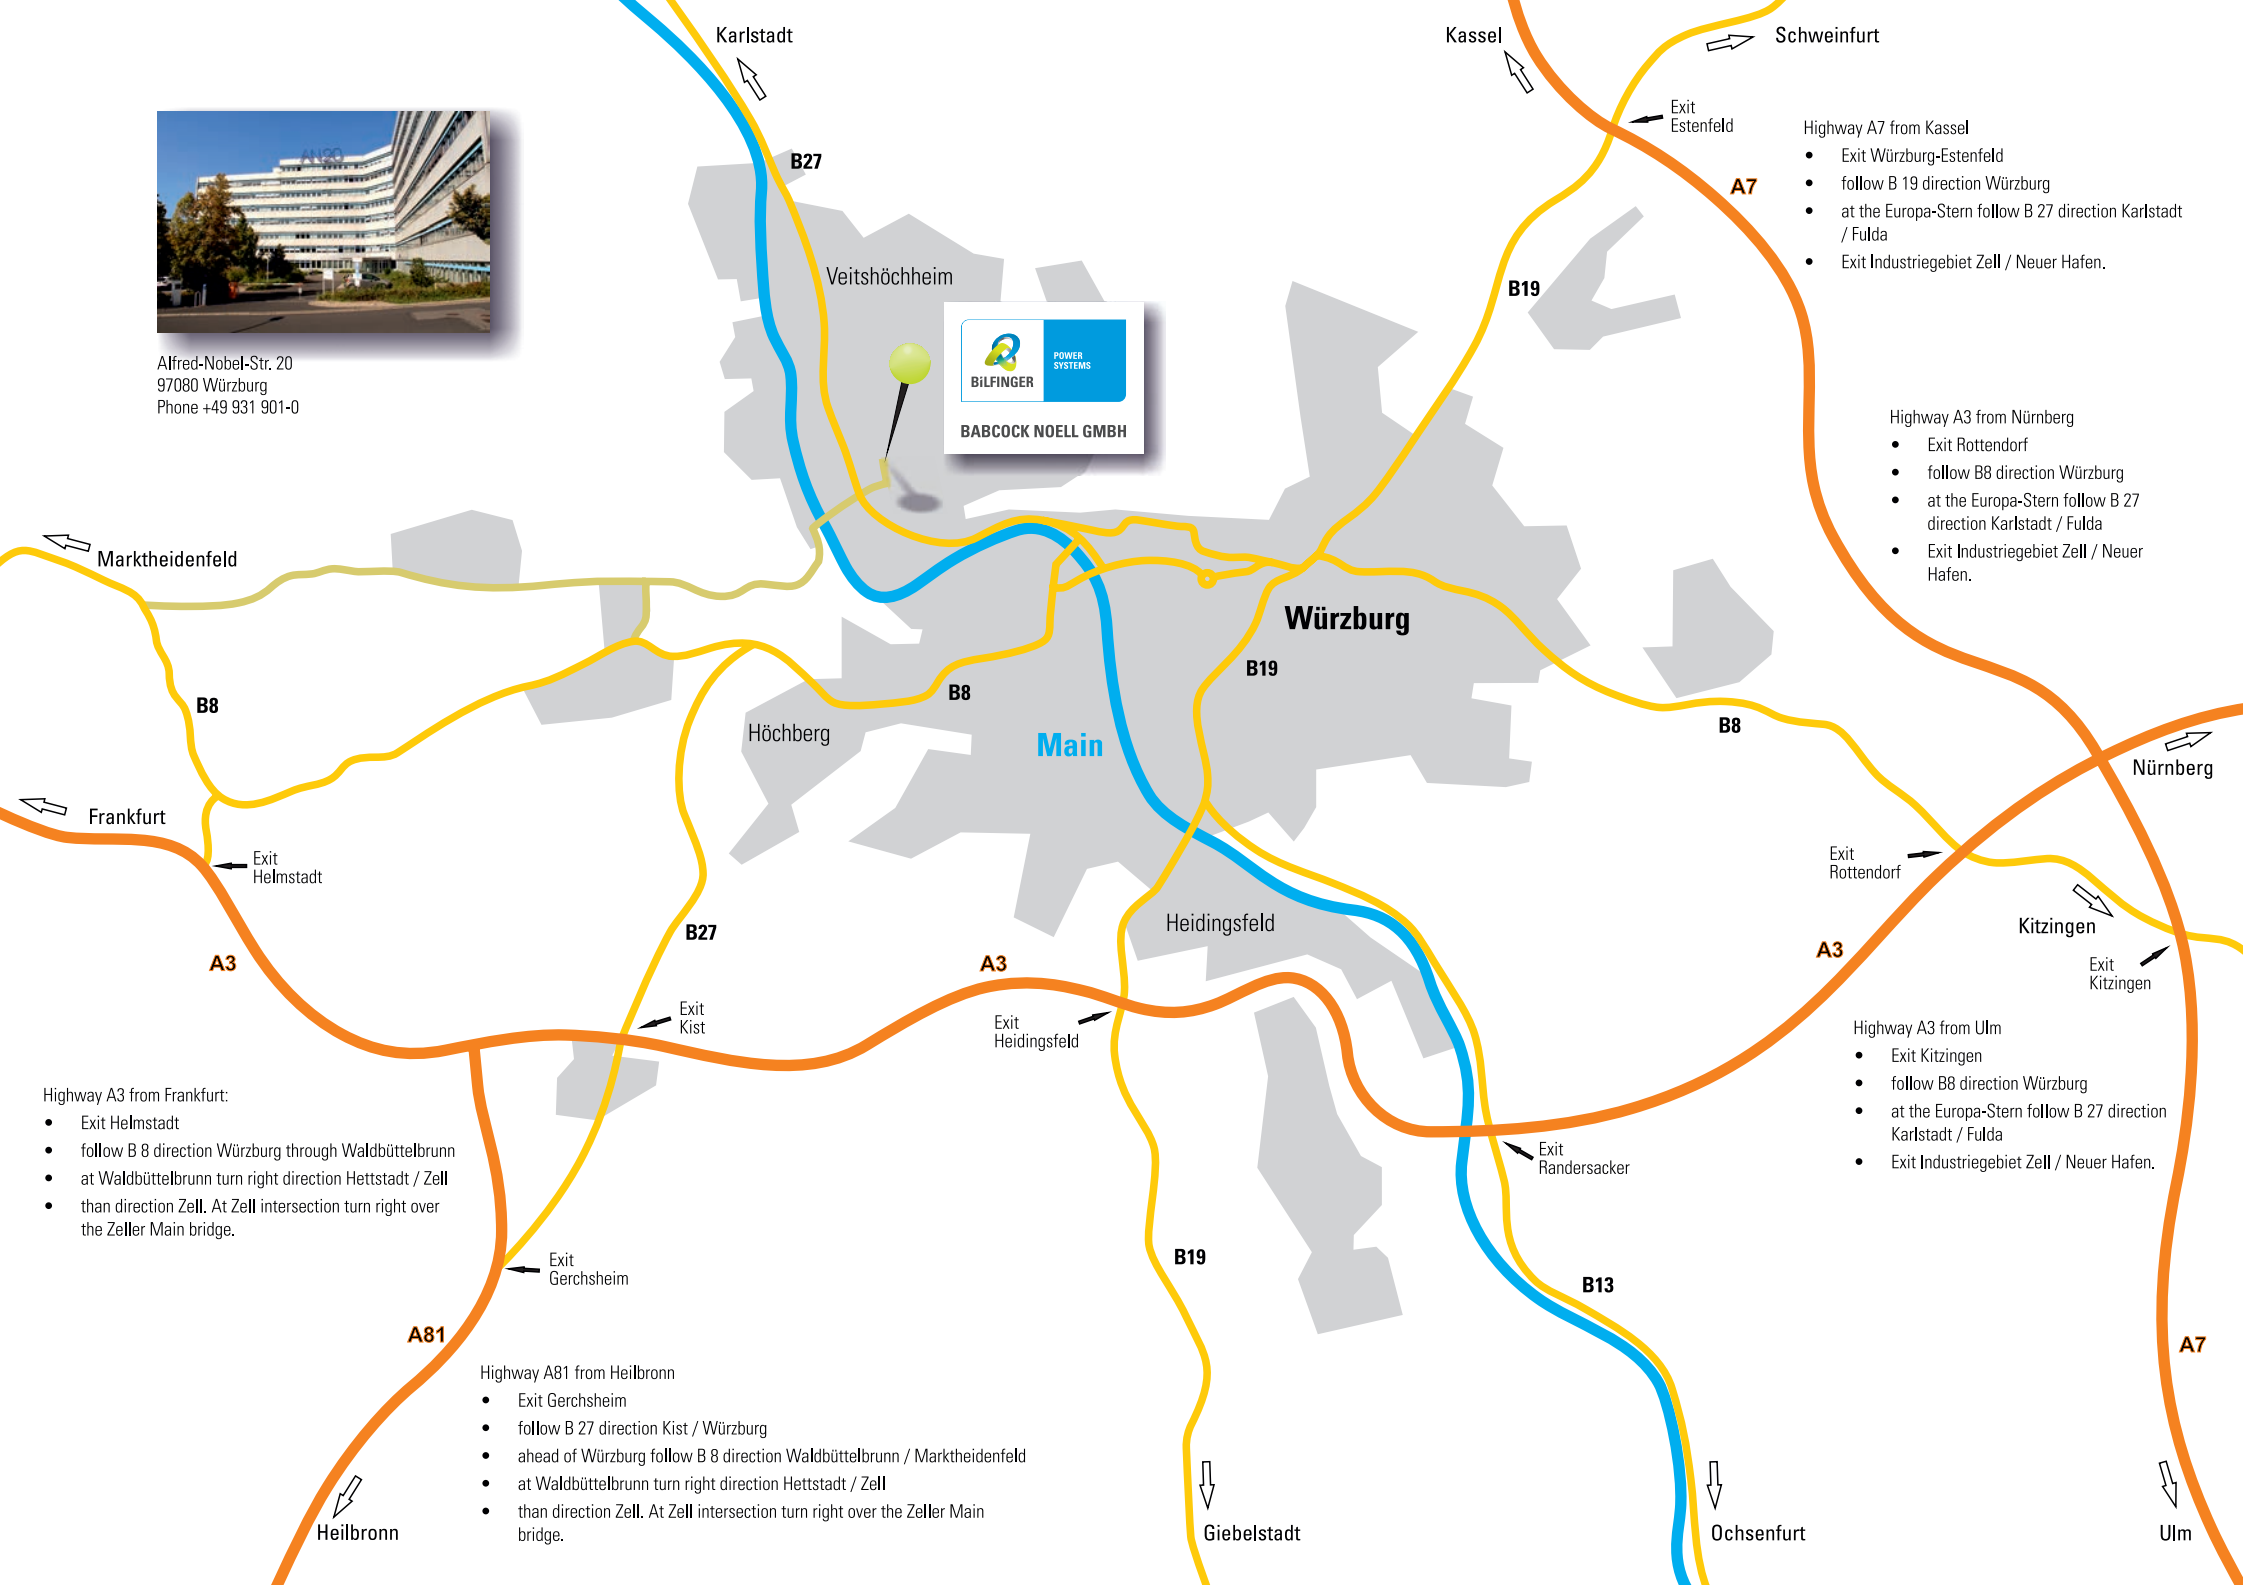 Karlstadt
Kassel
Schweinfurt
Exit
Estenfeld
Highway A7 from Kassel
• Exit Würzburg-Estenfeld
• follow B 19 direction Würzburg
• at the Europa-Stern follow B 27 direction Karlstadt
/ Fulda
• Exit Industriegebiet Zell / Neuer Hafen.
B27
A7
AN20
Veitshöchheim
B19
BiLFINGER
POWER
SYSTEMS
BABCOCK NOELL GMBH
Alfred-Nobel-Str. 20
97080 Würzburg
Phone +49 931 901-0
Highway A3 from Nürnberg
• Exit Rottendorf
• follow B8 direction Würzburg
• at the Europa-Stern follow B 27
direction Karlstadt / Fulda
• Exit Industriegebiet Zell / Neuer
Hafen.
Marktheidenfeld
Würzburg
B19
B8
B8
B8
Höchberg
Main
Nürnberg
Frankfurt
Exit
Helmstadt
Exit
Rottendorf
Heidingsfeld
Kitzingen
B27
A3
A3
A3
Exit
Kitzingen
Exit
Kist
Exit
Heidingsfeld
Highway A3 from Ulm
• Exit Kitzingen
• follow B8 direction Würzburg
• at the Europa-Stern follow B 27 direction
Karlstadt / Fulda
• Exit Industriegebiet Zell / Neuer Hafen.
Highway A3 from Frankfurt:
• Exit Helmstadt
• follow B 8 direction Würzburg through Waldbüttelbrunn
• at Waldbüttelbrunn turn right direction Hettstadt / Zell
• than direction Zell. At Zell intersection turn right over
the Zeller Main bridge.
Exit
Randersacker
Exit
Gerchsheim
B19
B13
A81
A7
Highway A81 from Heilbronn
• Exit Gerchsheim
• follow B 27 direction Kist / Würzburg
• ahead of Würzburg follow B 8 direction Waldbüttelbrunn / Marktheidenfeld
• at Waldbüttelbrunn turn right direction Hettstadt / Zell
• than direction Zell. At Zell intersection turn right over the Zeller Main
bridge.
Heilbronn
Giebelstadt
Ochsenfurt
Ulm